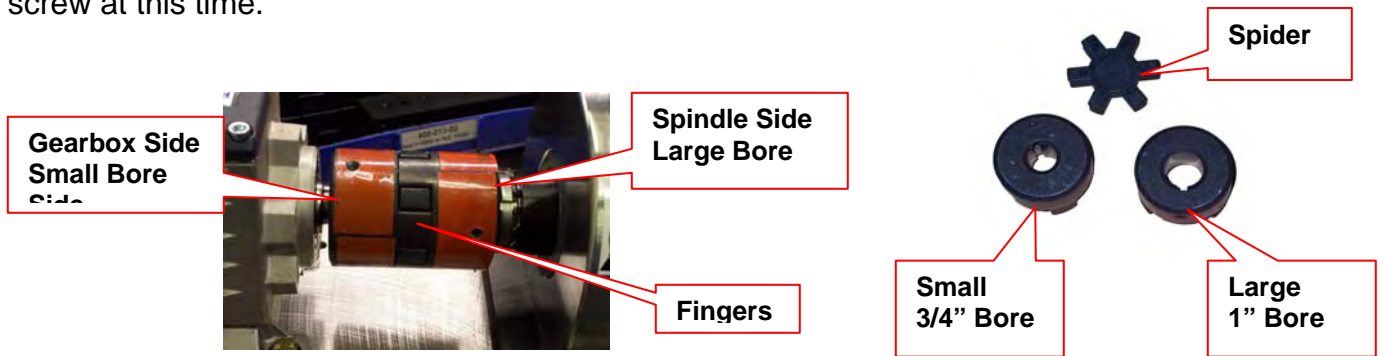 screw at this time.
Spider
Gearbox Side
Small Bore
Side
Spindle Side
Large Bore
Fingers
Small
3/4” Bore
Large
1” Bore